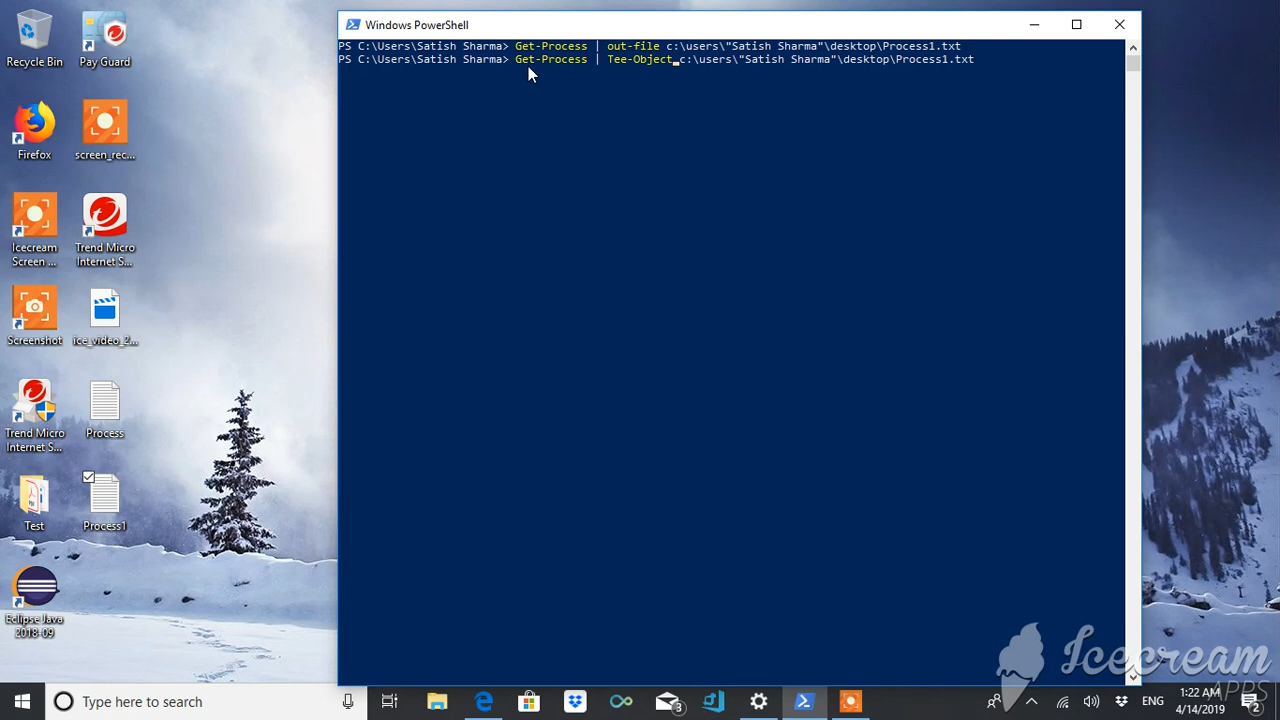 Windows PowerShell
PS C:\Users\Satish Sharma> Get-Process | out-file c:\users\"Satish Sharma"\desktop\Process1.txt
PS C:\Users\Satish Sharma> Get-Process | Tee-Object c:\users\"Satish Sharma"\desktop\Process1.txt
Recycle Bin
Pay Guard
Firefox
screen_rec...
Icecream
Screen ...
Trend Micro
Internet S...
Screenshot
ice_video_2...
Trend Micro
Internet S...
Process
Test
Process1
Eclipse Java
2018-09
Icecream
APPS
Type here to search
3
ENG
1:22 AM
4/14/2019
2